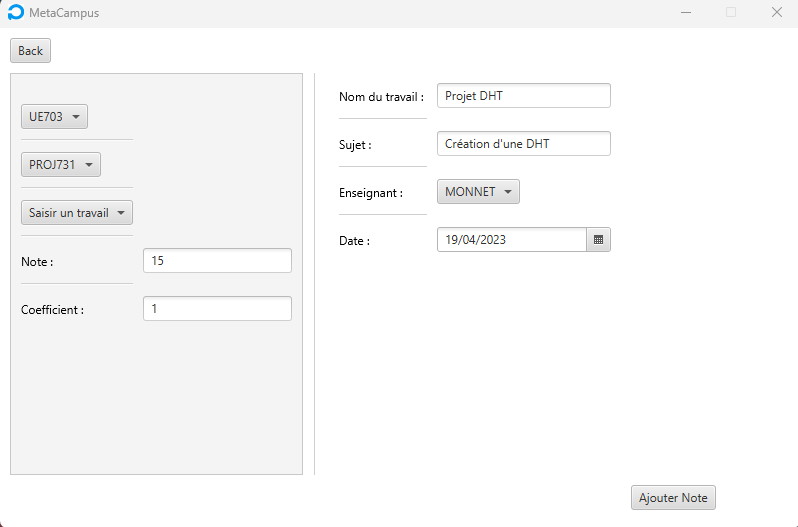 MetaCampus
Back
UE703
PROJ731
Saisir un travail
Note :
15
Coefficient :
1
Nom du travail :
Projet DHT
Sujet :
Création d'une DHT
Enseignant :
MONNET
Date :
19/04/2023
Ajouter Note